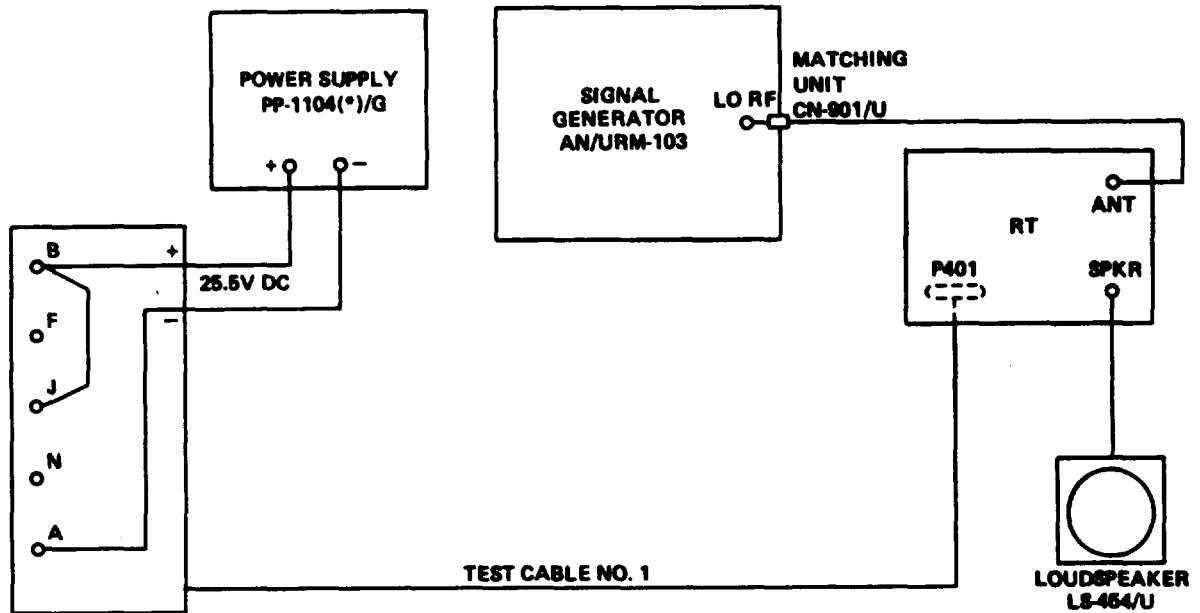 POWER SUPPLY
PP-1104(*)/G
+
-
SIGNAL
GENERATOR
AN/URM-103
LO RF
MATCHING
UNIT
CN-901/U
ANT
RT
P401
SPKR
B
+
25.5V DC
-
F
J
N
A
TEST CABLE NO. 1
LOUDSPEAKER
LS-454/U